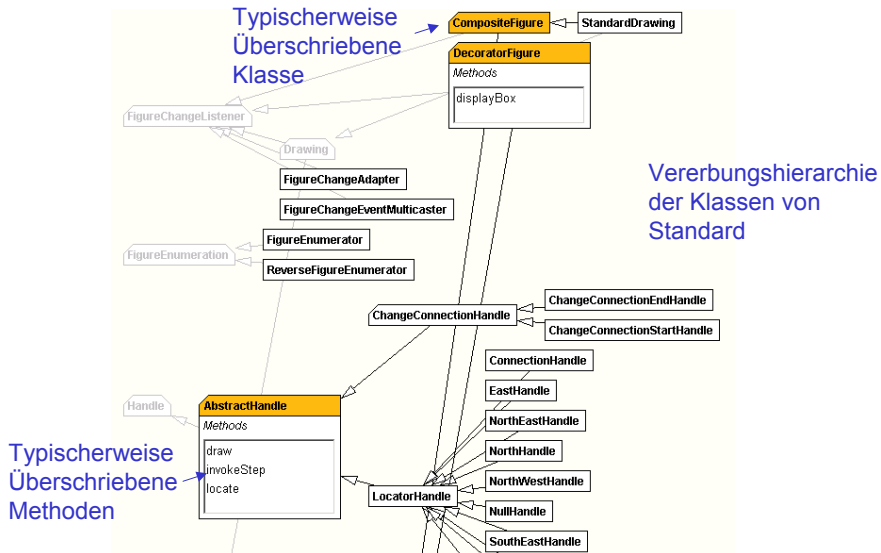 Typischerweise
Überschriebene
Klasse
CompositeFigure
StandardDrawing
DecoratorFigure
Methods
displayBox
FigureChangeListener
Drawing
FigureChangeAdapter
FigureChangeEventMulticaster
Vererbungshierarchie
der Klassen von
Standard
FigureEnumerator
FigureEnumeration
ReverseFigureEnumerator
ChangeConnectionHandle
ChangeConnectionEndHandle
ChangeConnectionStartHandle
ConnectionHandle
EastHandle
NorthEastHandle
NorthHandle
NorthWestHandle
NullHandle
SouthEastHandle
Handle
AbstractHandle
Methods
draw
invokeStep
locate
LocatorHandle
Typischerweise
Überschriebene
Methoden